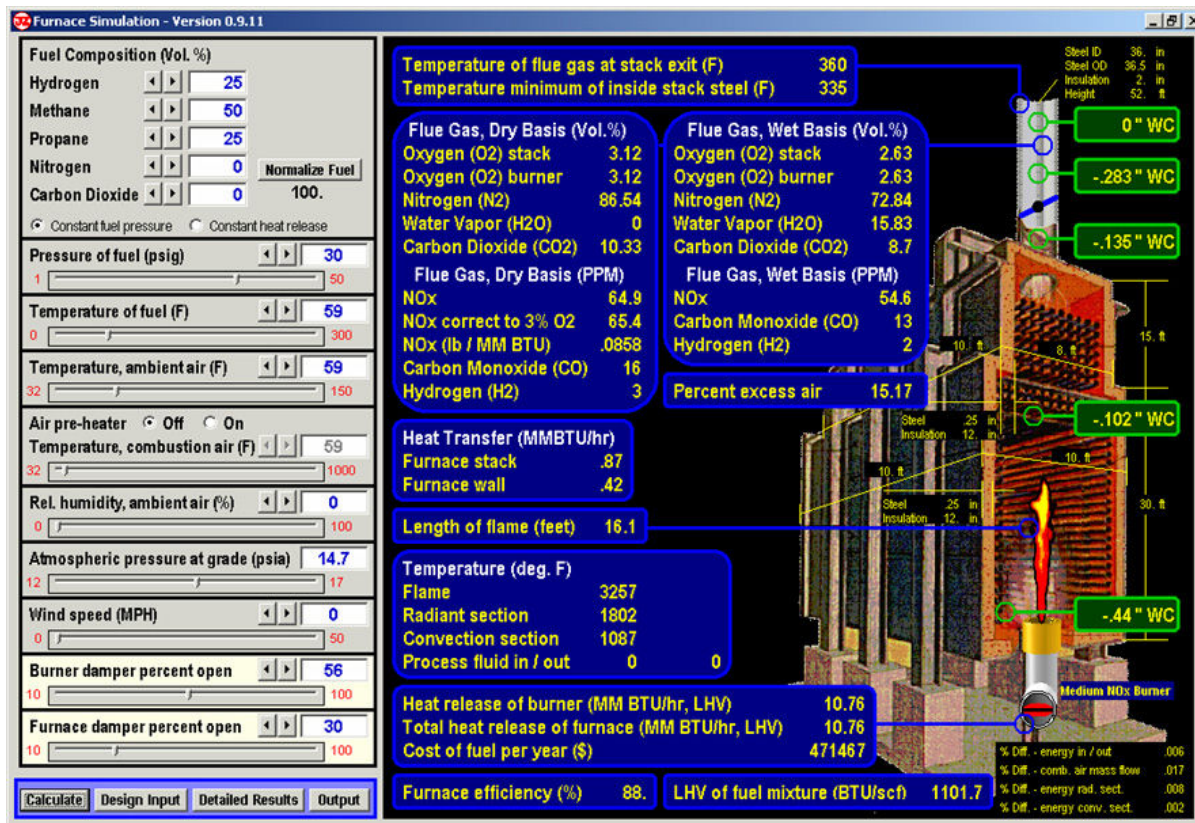 Furnace Simulation - Version 0.9.11
Fuel Composition (Vol. %)
Hydrogen 25
Methane 50
Propane 25
Nitrogen 0
Carbon Dioxide 0
Normalize Fuel
100.
Constant fuel pressure Constant heat release
Pressure of fuel (psig) 30
1 50
Temperature of fuel (F) 59
0 300
Temperature, ambient air (F) 59
32 150
Air pre-heater Off On
Temperature, combustion air (F) 59
32 1000
Rel. humidity, ambient air (%) 0
0 100
Atmospheric pressure at grade (psia) 14.7
12 17
Wind speed (MPH) 0
0 50
Burner damper percent open 56
10 100
Furnace damper percent open 30
10 100
Calculate Design Input Detailed Results Output
Temperature of flue gas at stack exit (F) 360
Temperature minimum of inside stack steel (F) 335
Flue Gas, Dry Basis (Vol.%)
Oxygen (O2) stack 3.12
Oxygen (O2) burner 3.12
Nitrogen (N2) 86.54
Water Vapor (H2O) 0
Carbon Dioxide (CO2) 10.33
Flue Gas, Dry Basis (PPM)
NOx 64.9
NOx correct to 3% O2 65.4
NOx (lb / MM BTU) .0858
Carbon Monoxide (CO) 16
Hydrogen (H2) 3
Flue Gas, Wet Basis (Vol.%)
Oxygen (O2) stack 2.63
Oxygen (O2) burner 2.63
Nitrogen (N2) 72.84
Water Vapor (H2O) 15.83
Carbon Dioxide (CO2) 8.7
Flue Gas, Wet Basis (PPM)
NOx 54.6
Carbon Monoxide (CO) 13
Hydrogen (H2) 2
Percent excess air 15.17
Heat Transfer (MMBTU/hr)
Furnace stack .87
Furnace wall .42
Length of flame (feet) 16.1
Temperature (deg. F)
Flame 3257
Radiant section 1802
Convection section 1087
Process fluid in / out 0 0
Heat release of burner (MM BTU/hr, LHV) 10.76
Total heat release of furnace (MM BTU/hr, LHV) 10.76
Cost of fuel per year ($) 471467
Furnace efficiency (%) 88.
LHV of fuel mixture (BTU/scf) 1101.7
Steel ID 36. in
Steel OD 36.5 in
Insulation 2. in
Height 52. ft
0 " WC
-.283 " WC
-.135 " WC
10. ft
8. ft
15. ft
-.102 " WC
Steel .25 in
Insulation 12. in
10. ft
10. ft
Steel .25 in
Insulation 12. in
30. ft
-.44 " WC
Medium NOx Burner
% Diff. - energy in / out .006
% Diff. - comb. air mass flow .017
% Diff. - energy rad. sect. .008
% Diff. - energy conv. sect. .002